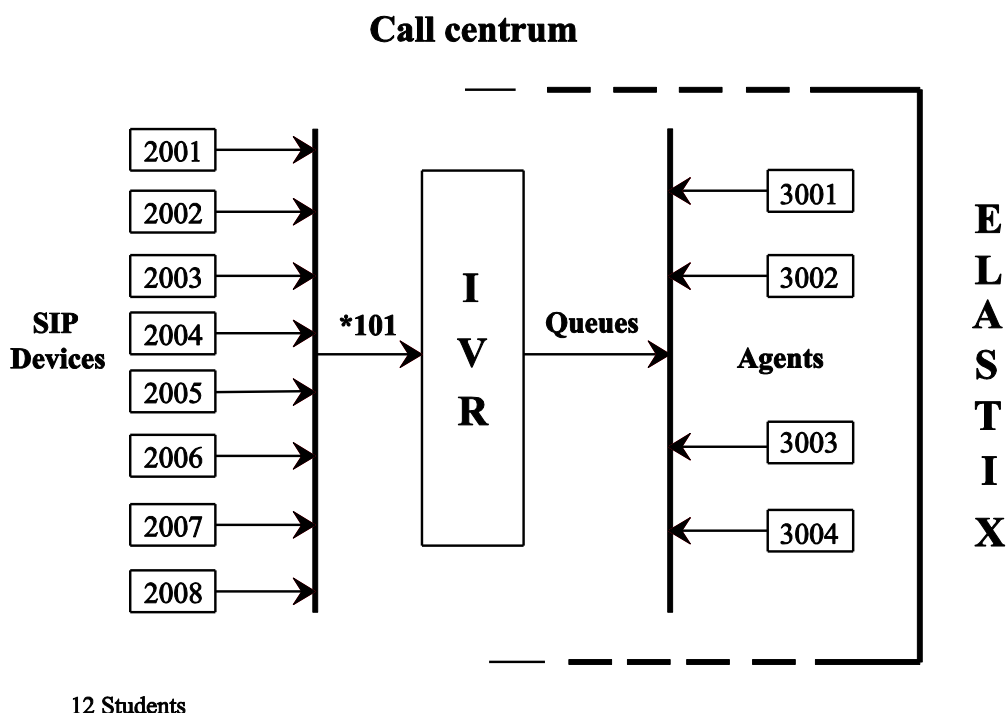 Call centrum
2001
2002
2003
2004
2005
2006
2007
2008
SIP
Devices
*101
I
V
R
Queues
3001
3002
Agents
3003
3004
E
L
A
S
T
I
X
12 Students